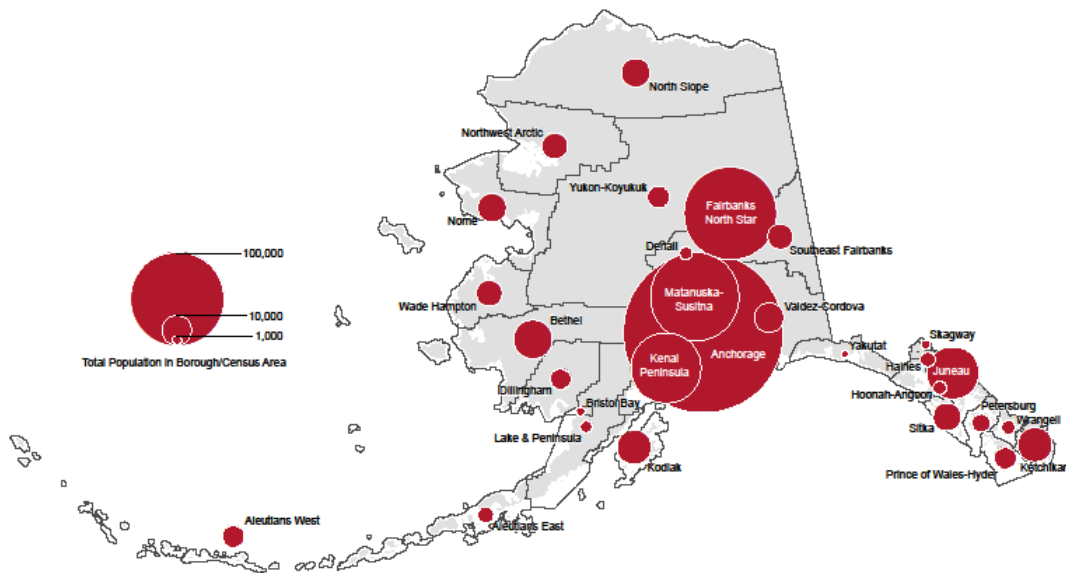 North Slope
Northwest Arctic
Yukon-Koyukuk
Fairbanks
North Star
Nome
Denali
Southeast Fairbanks
100,000
Matanuska-
Susitna
Wade Hampton
Valdez-Cordova
10,000
Bethel
1,000
Skagway
Yakutat
Total Population in Borough/Census Area
Kenai
Peninsula
Anchorage
Haines
Juneau
Dillingham
Hoonah-Angoon
Bristol Bay
Petersburg
Wrangell
Sitka
Lake & Peninsula
Kodiak
Ketchikan
Prince of Wales-Hyder
Aleutians West
Aleutians East